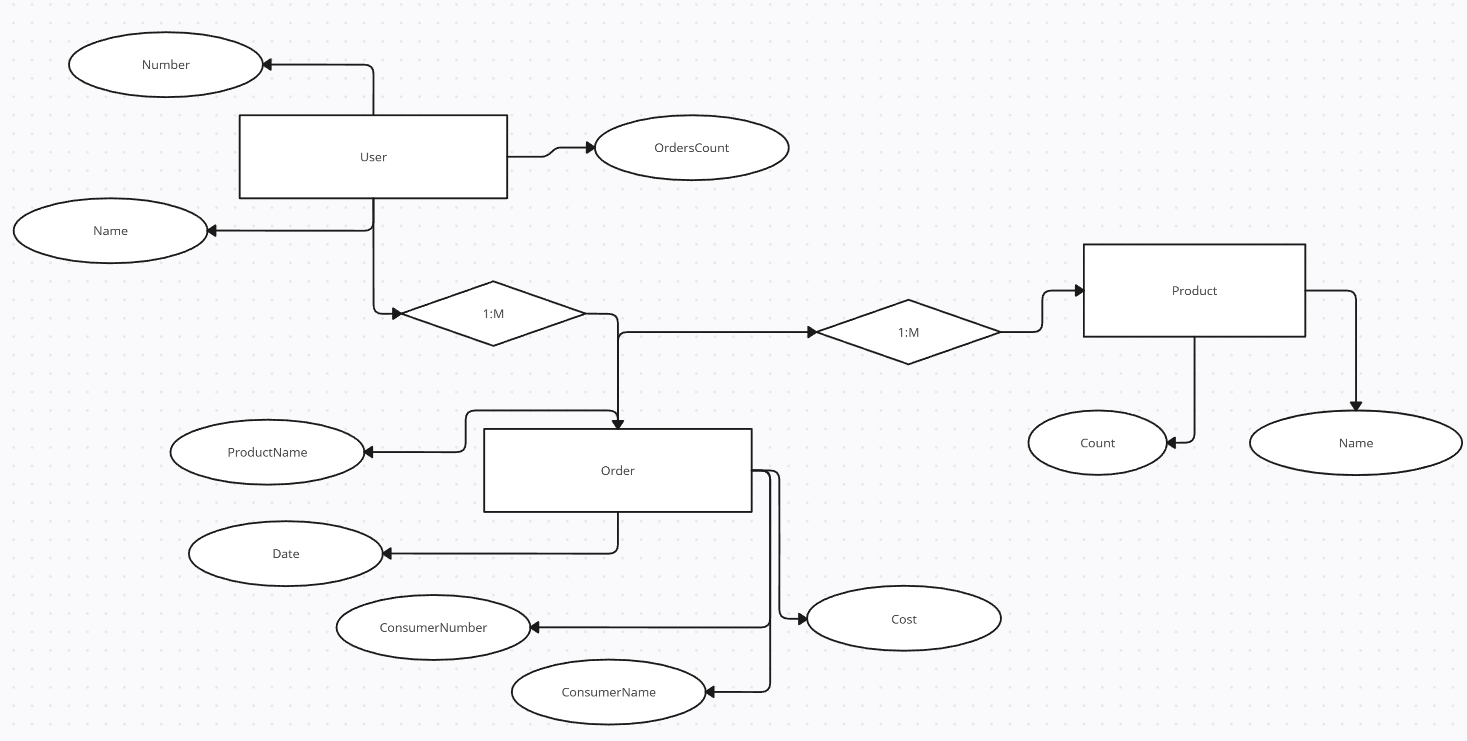 Number
User
OrdersCount
Name
1:M
1:M
Product
ProductName
Order
Count
Name
Date
ConsumerNumber
Cost
ConsumerName